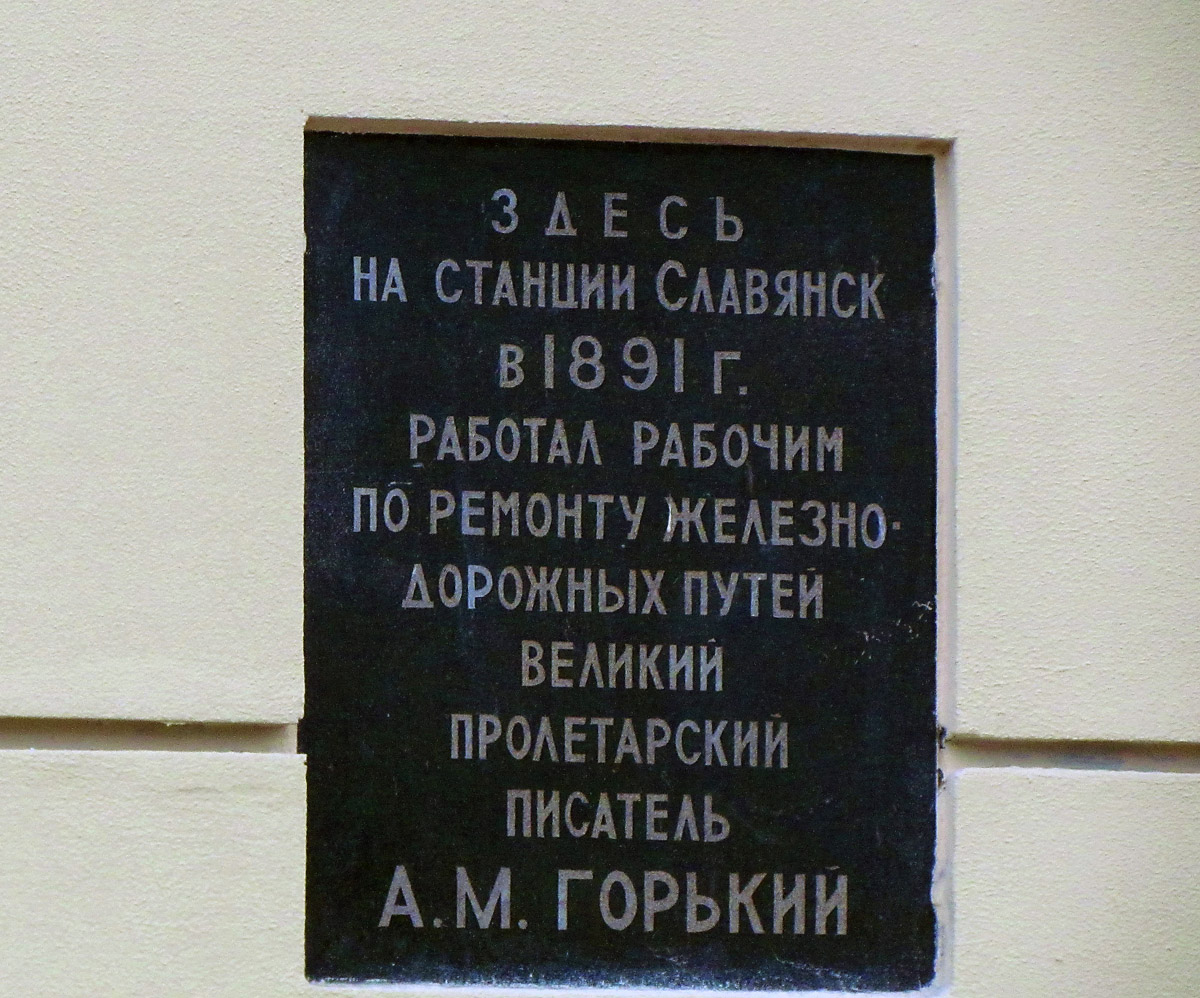 ЗДЕСЬ
НА СТАНЦИИ СЛАВЯНСК
В 1891 Г.
РАБОТАЛ РАБОЧИМ
ПО РЕМОНТУ ЖЕЛЕЗНО-
ДОРОЖНЫХ ПУТЕЙ
ВЕЛИКИЙ
ПРОЛЕТАРСКИЙ
ПИСАТЕЛЬ
А.М. ГОРЬКИЙ